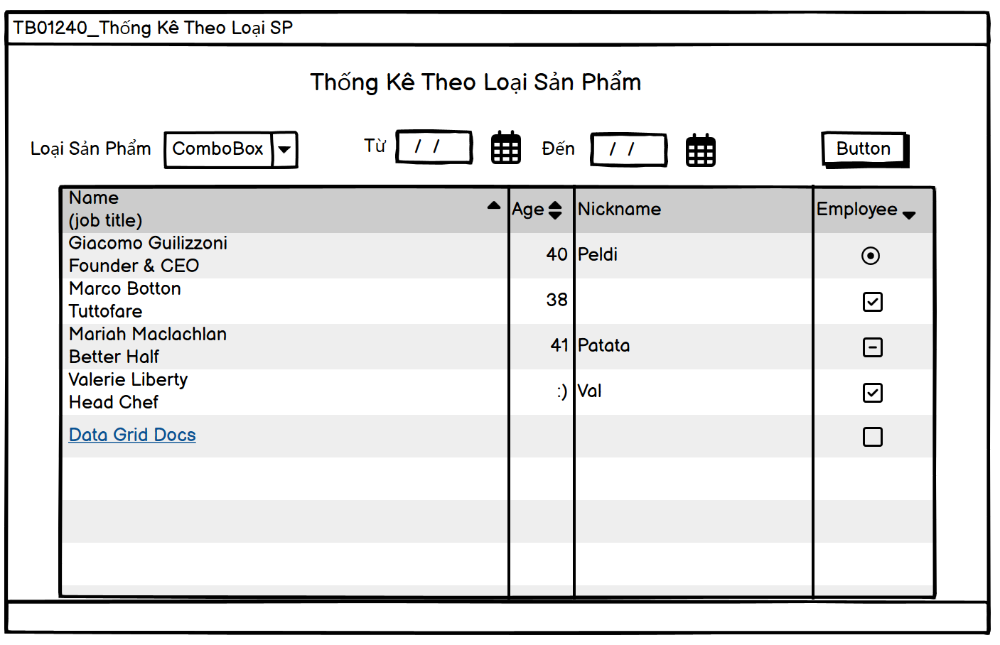 TB01240_Thống Kê Theo Loại SP
Thống Kê Theo Loại Sản Phẩm
Loại Sản Phẩm ComboBox Từ / / Đến / / Button
Name
(job title)
Age Nickname Employee
Giacomo Guilizzoni
Founder & CEO
40 Peldi
Marco Botton
Tuttofare
38
Mariah Maclachlan
Better Half
41 Patata
Valerie Liberty
Head Chef
:) Val
Data Grid Docs